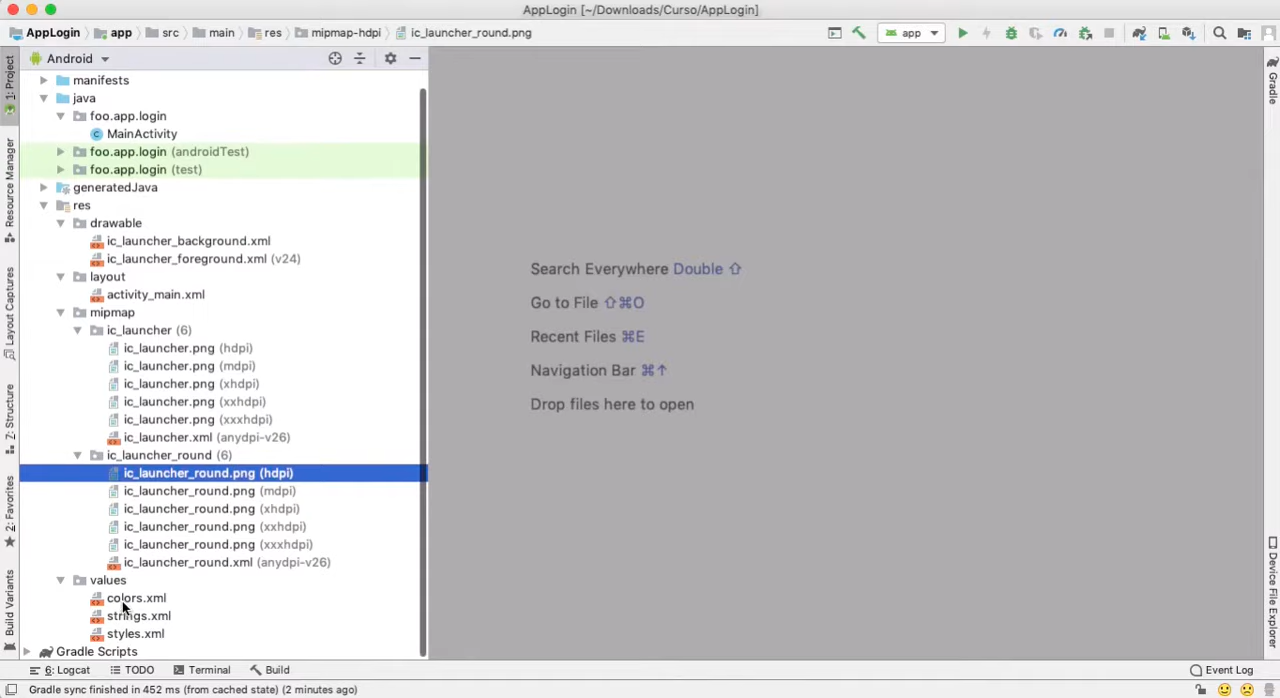 AppLogin [~/Downloads/Curso/AppLogin]
AppLogin app src main res mipmap-hdpi ic_launcher_round.png
app
Android
1: Project
Resource Manager
Layout Captures
7: Structure
2: Favorites
Build Variants
manifests
java
foo.app.login
MainActivity
foo.app.login (androidTest)
foo.app.login (test)
generatedJava
res
drawable
ic_launcher_background.xml
ic_launcher_foreground.xml (v24)
layout
activity_main.xml
mipmap
ic_launcher (6)
ic_launcher.png (hdpi)
ic_launcher.png (mdpi)
ic_launcher.png (xhdpi)
ic_launcher.png (xxhdpi)
ic_launcher.png (xxxhdpi)
ic_launcher.xml (anydpi-v26)
ic_launcher_round (6)
ic_launcher_round.png (hdpi)
ic_launcher_round.png (mdpi)
ic_launcher_round.png (xhdpi)
ic_launcher_round.png (xxhdpi)
ic_launcher_round.png (xxxhdpi)
ic_launcher_round.xml (anydpi-v26)
values
colors.xml
strings.xml
styles.xml
Gradle Scripts
Search Everywhere Double ⇧
Go to File ⇧⌘O
Recent Files ⌘E
Navigation Bar ⌘↑
Drop files here to open
Gradle
Device File Explorer
6: Logcat TODO Terminal Build Event Log
Gradle sync finished in 452 ms (from cached state) (2 minutes ago)